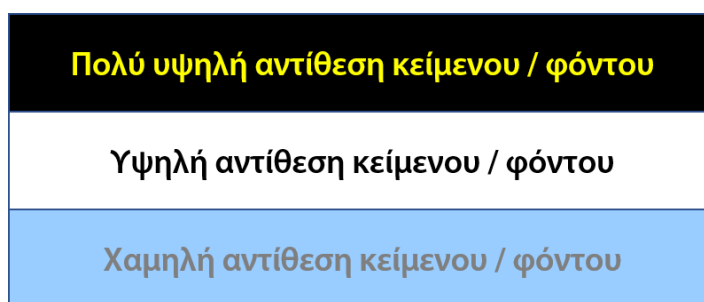 Πολύ υψηλή αντίθεση κείμενου / φόντου
Υψηλή αντίθεση κείμενου / φόντου
Χαμηλή αντίθεση κείμενου / φόντου